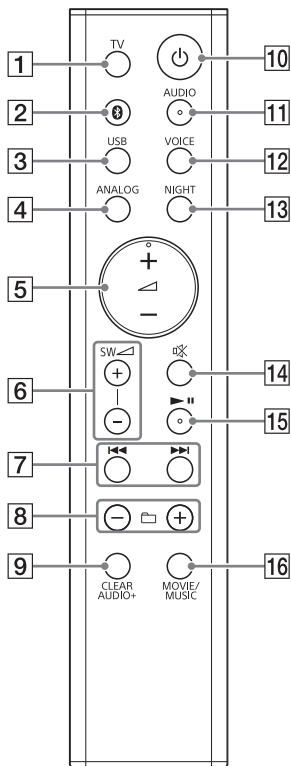 TV
1
10
2
AUDIO
11
USB
VOICE
3
12
ANALOG
NIGHT
4
13
+
5
−
SW
+
6
14
−
15
7
8
− +
9
16
CLEAR AUDIO+
MOVIE/ MUSIC